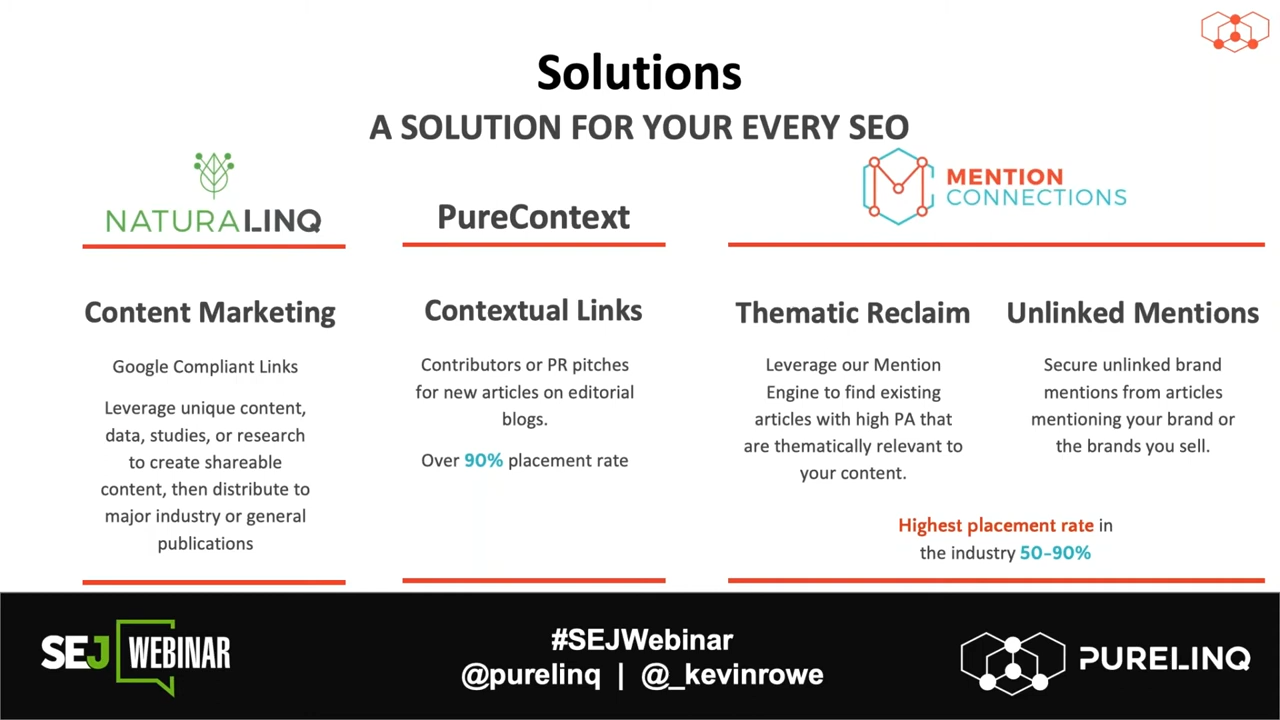 Solutions
A SOLUTION FOR YOUR EVERY SEO
NATURALINQ
Content Marketing
Google Compliant Links
Leverage unique content,
data, studies, or research
to create shareable
content, then distribute to
major industry or general
publications
PureContext
Contextual Links
Contributors or PR pitches
for new articles on editorial
blogs.
Over 90% placement rate
MENTION
CONNECTIONS
Thematic Reclaim
Leverage our Mention
Engine to find existing
articles with high PA that
are thematically relevant to
your content.
Unlinked Mentions
Secure unlinked brand
mentions from articles
mentioning your brand or
the brands you sell.
Highest placement rate in
the industry 50-90%
SEJ WEBINAR
#SEJWebinar
@purelinq | @_kevinrowe
PURELINQ